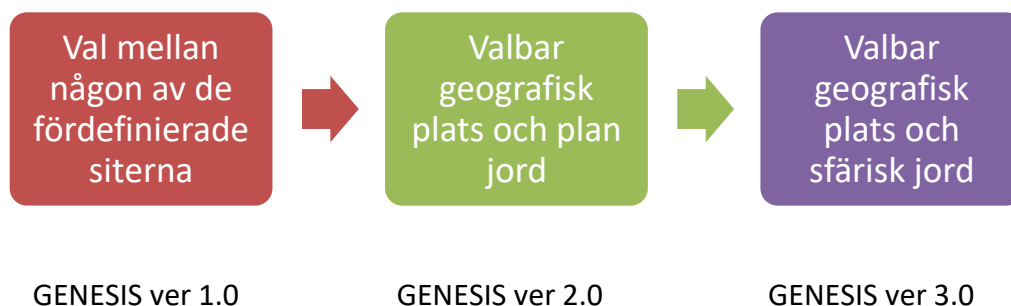 Val mellan
någon av de
fördefinierade
siterna
Valbar
geografisk
plats och plan
jord
Valbar
geografisk
plats och
sfärisk jord
GENESIS ver 1.0
GENESIS ver 2.0
GENESIS ver 3.0